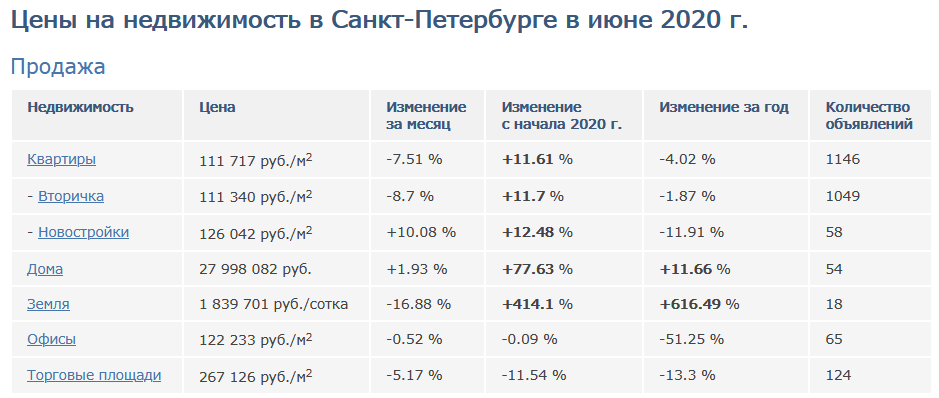 Цены на недвижимость в Санкт-Петербурге в июне 2020 г.
Продажа
Недвижимость Цена Изменение за месяц Изменение с начала 2020 г. Изменение за год Количество объявлений
Квартиры 111 717 руб./м² -7.51 % +11.61 % -4.02 % 1146
- Вторичка 111 340 руб./м² -8.7 % +11.7 % -1.87 % 1049
- Новостройки 126 042 руб./м² +10.08 % +12.48 % -11.91 % 58
Дома 27 998 082 руб. +1.93 % +77.63 % +11.66 % 54
Земля 1 839 701 руб./сотка -16.88 % +414.1 % +616.49 % 18
Офисы 122 233 руб./м² -0.52 % -0.09 % -51.25 % 65
Торговые площади 267 126 руб./м² -5.17 % -11.54 % -13.3 % 124